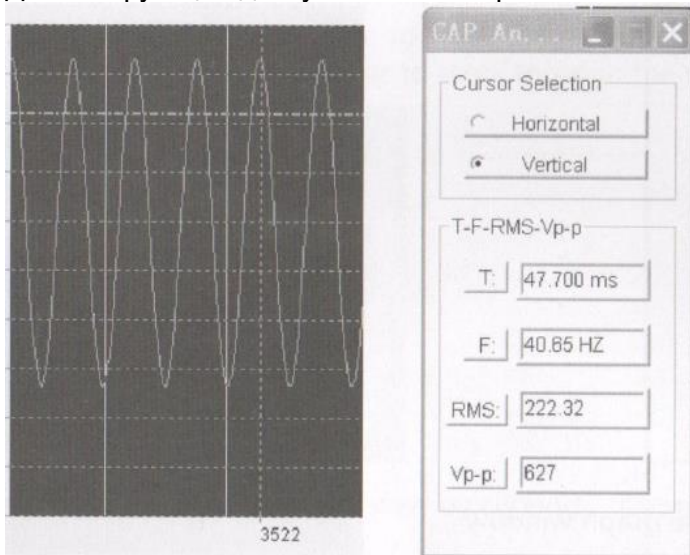 CAP An...
Cursor Selection
Horizontal
Vertical
T-F-RMS-Vp-p
T: 47.700 ms
F: 40.65 HZ
RMS: 222.32
Vp-p: 627
3522